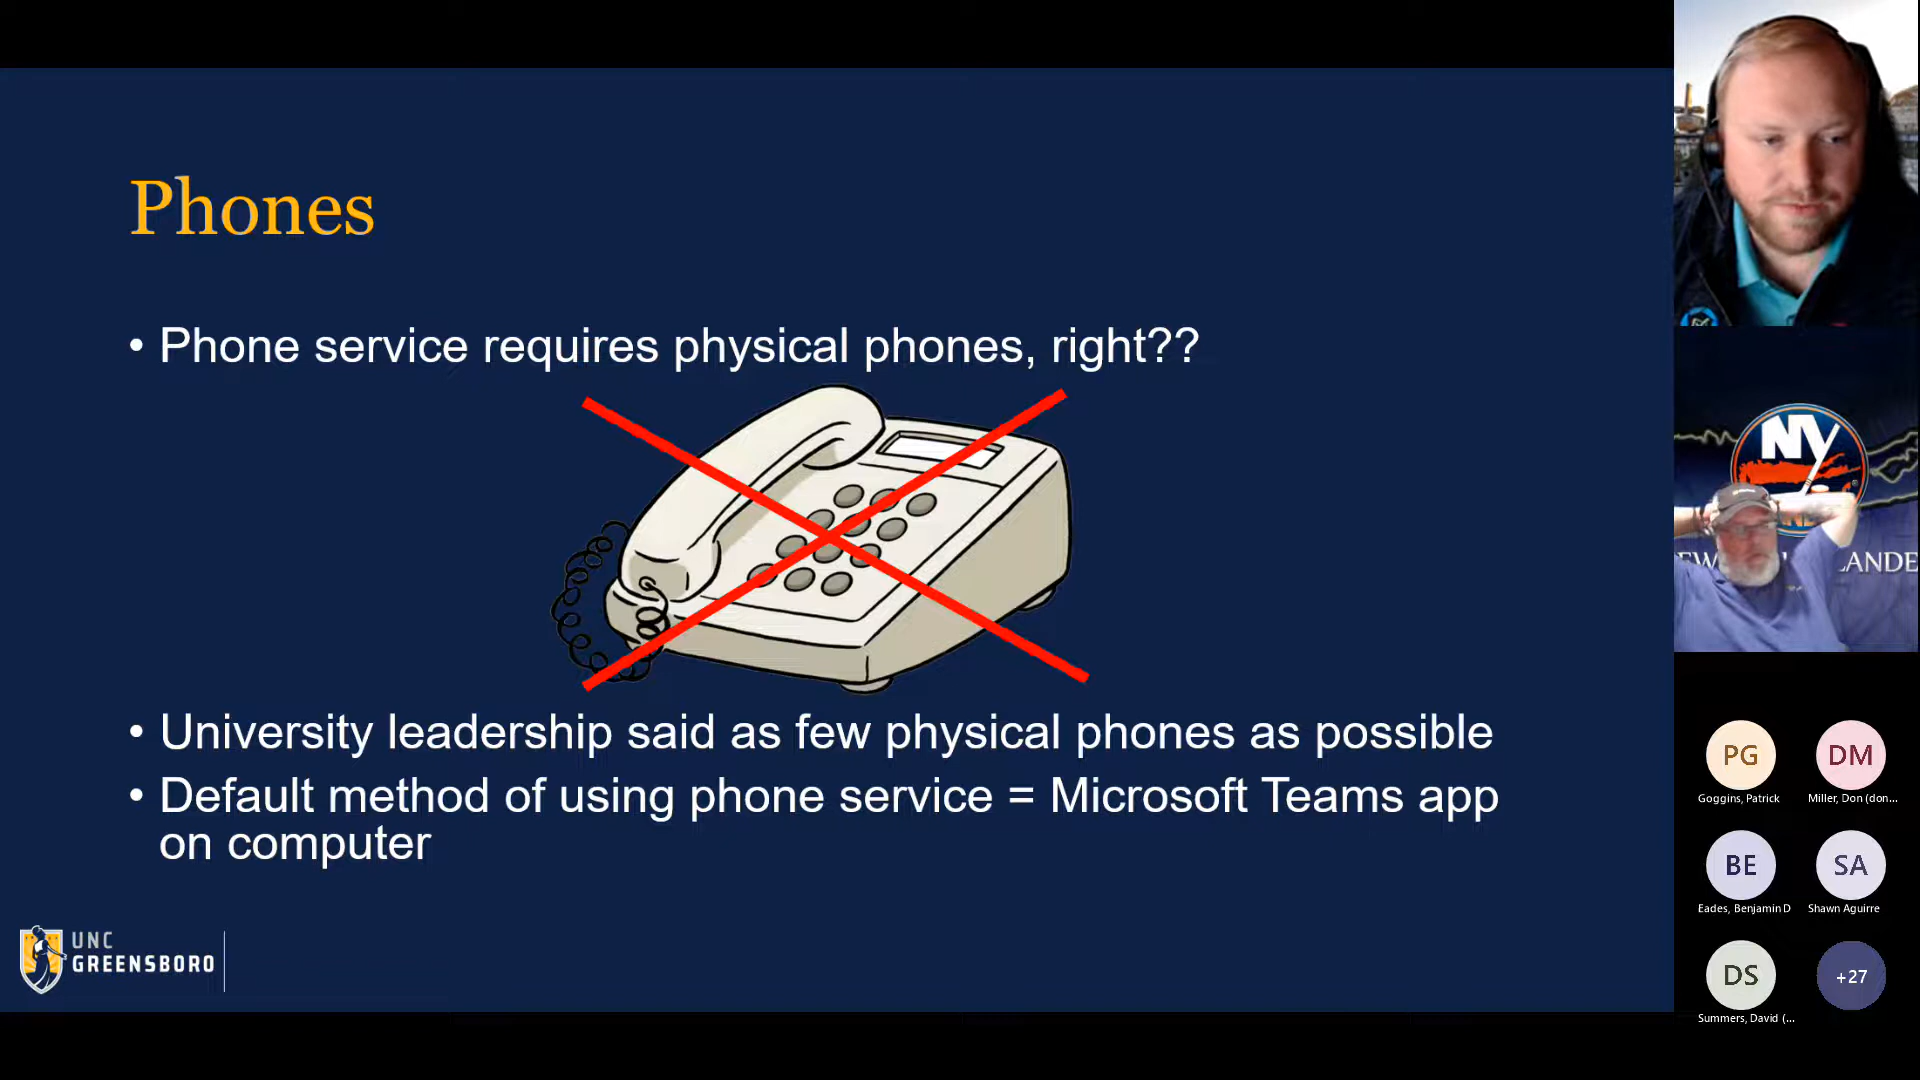 Phones
• Phone service requires physical phones, right??
• University leadership said as few physical phones as possible
• Default method of using phone service = Microsoft Teams app
on computer
UNC
GREENSBORO
NY
PG
DM
Goggins, Patrick
Miller, Don (don...
BE
SA
Eades, Benjamin D
Shawn Aguirre
DS
+27
Summers, David (...